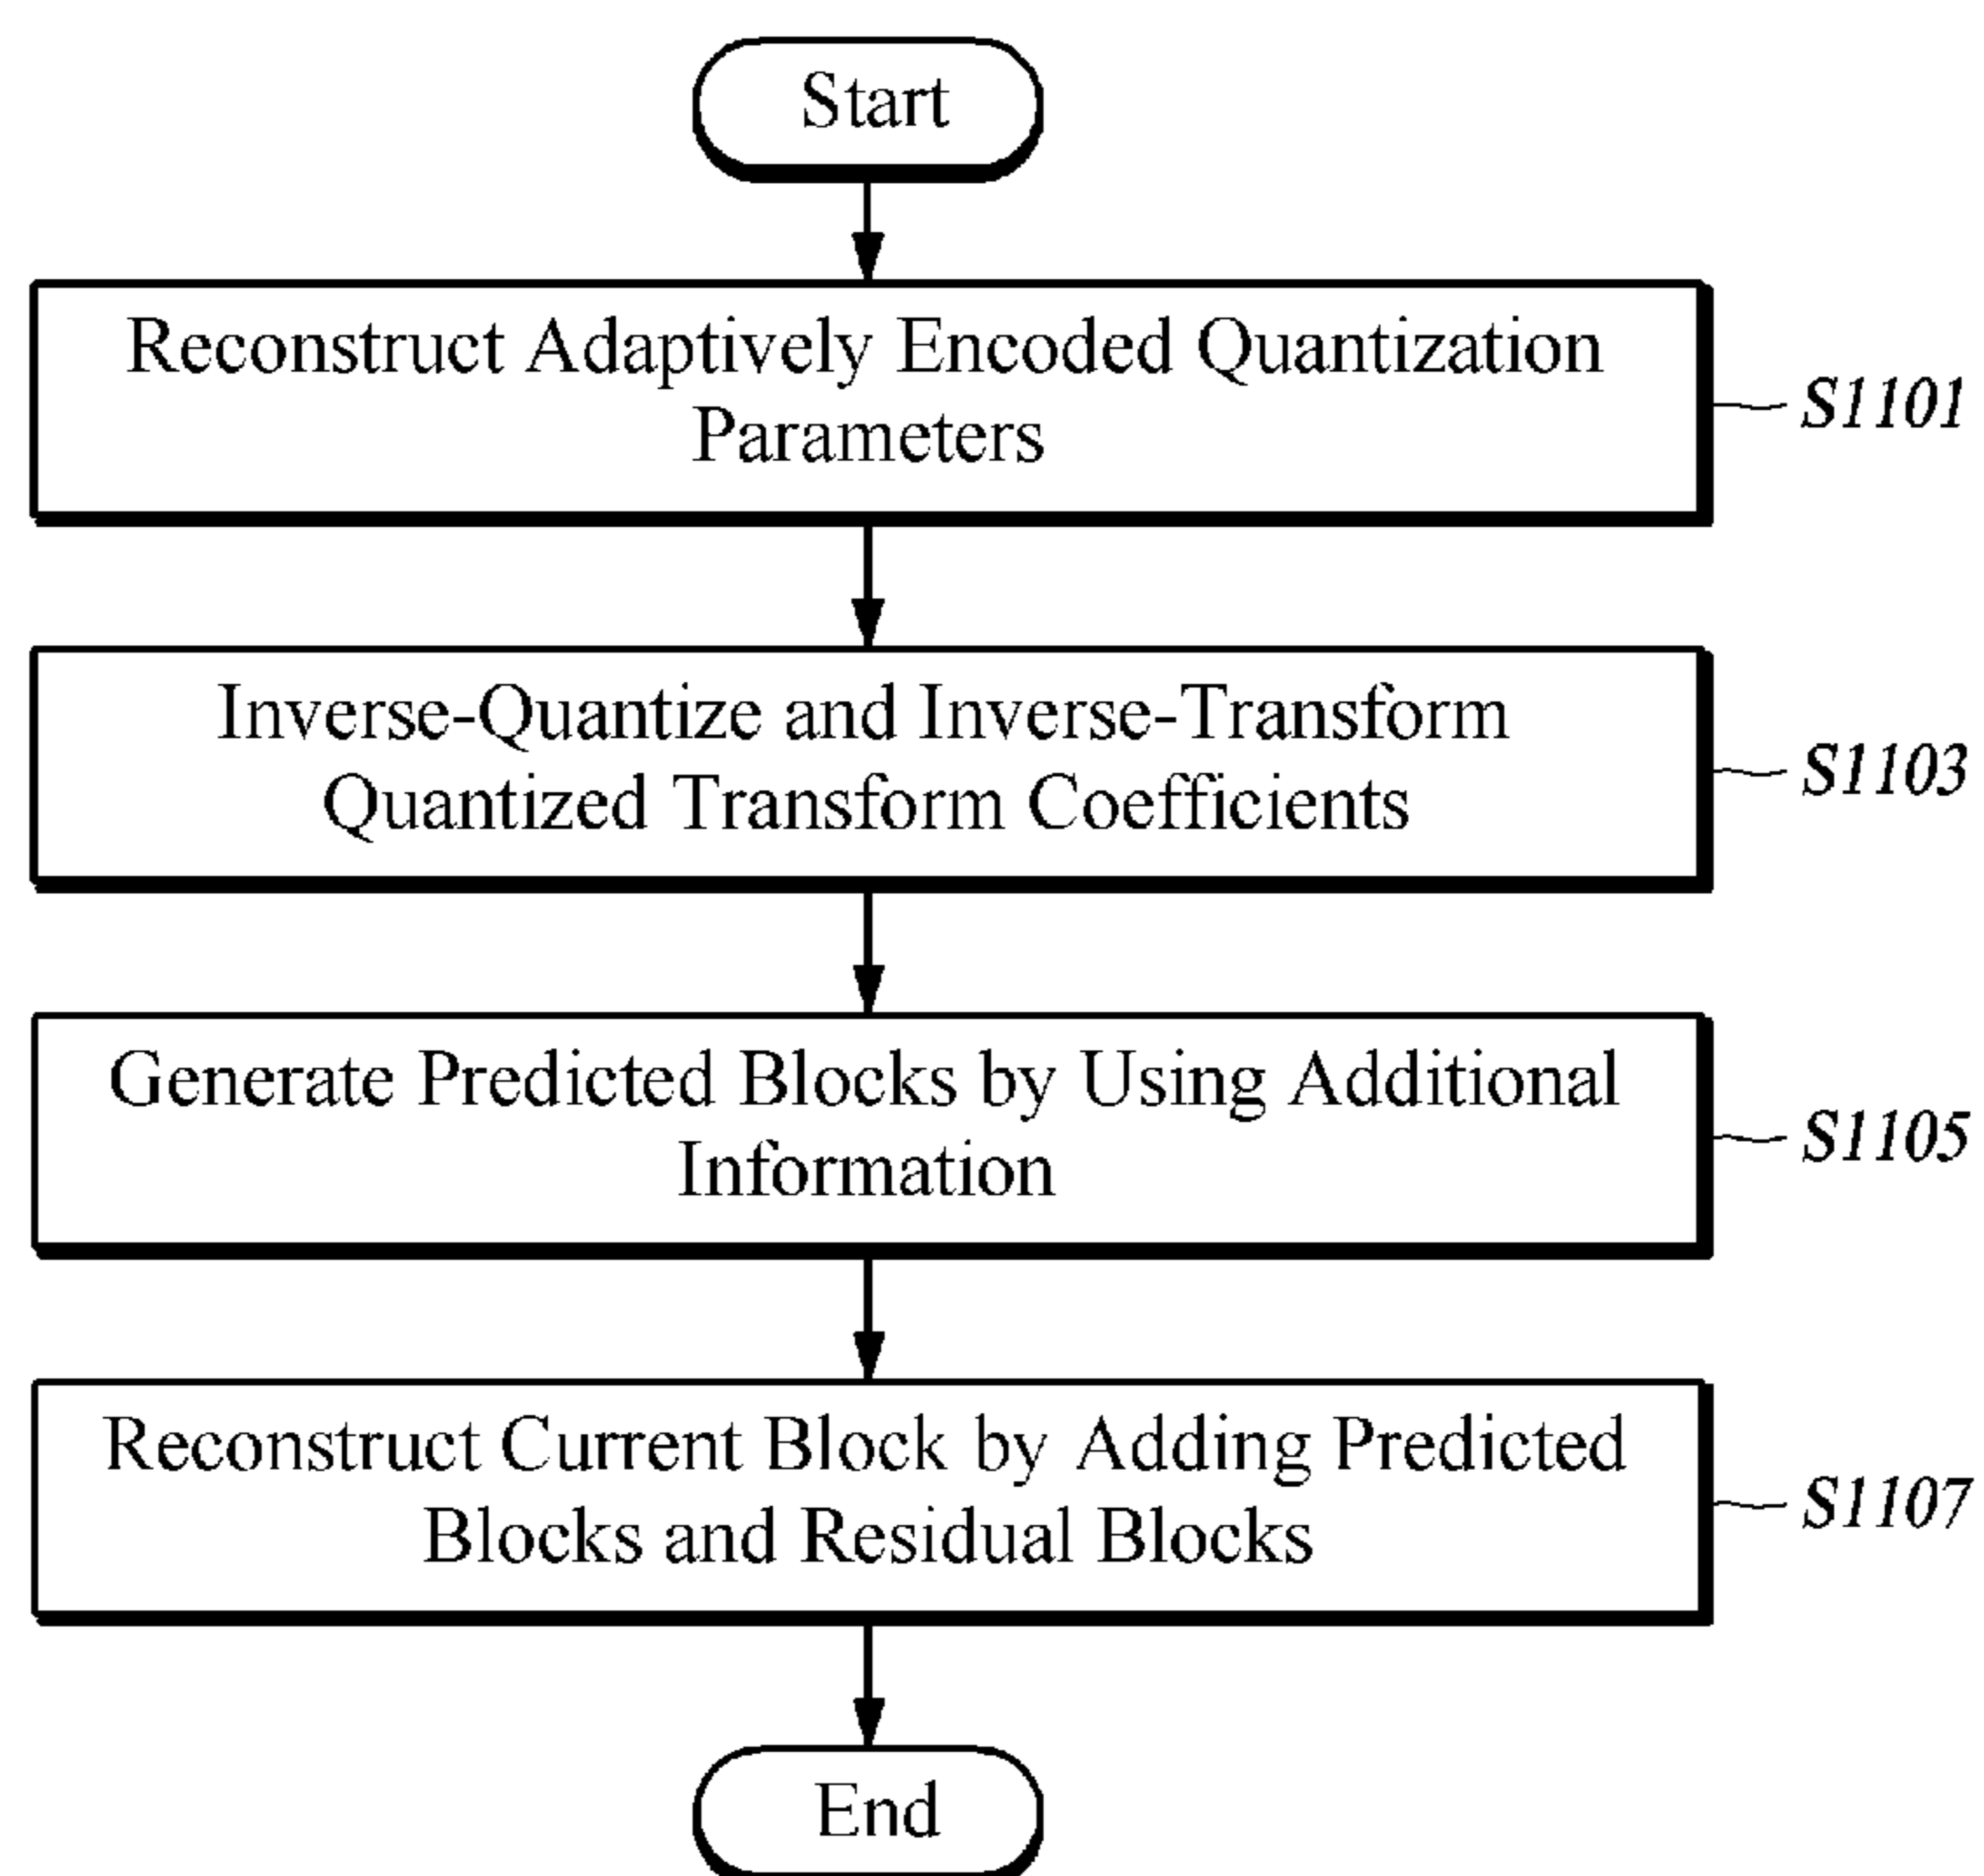 Start
Reconstruct Adaptively Encoded Quantization
Parameters
S1101
Inverse-Quantize and Inverse-Transform
Quantized Transform Coefficients
S1103
Generate Predicted Blocks by Using Additional
Information
S1105
Reconstruct Current Block by Adding Predicted
Blocks and Residual Blocks
S1107
End